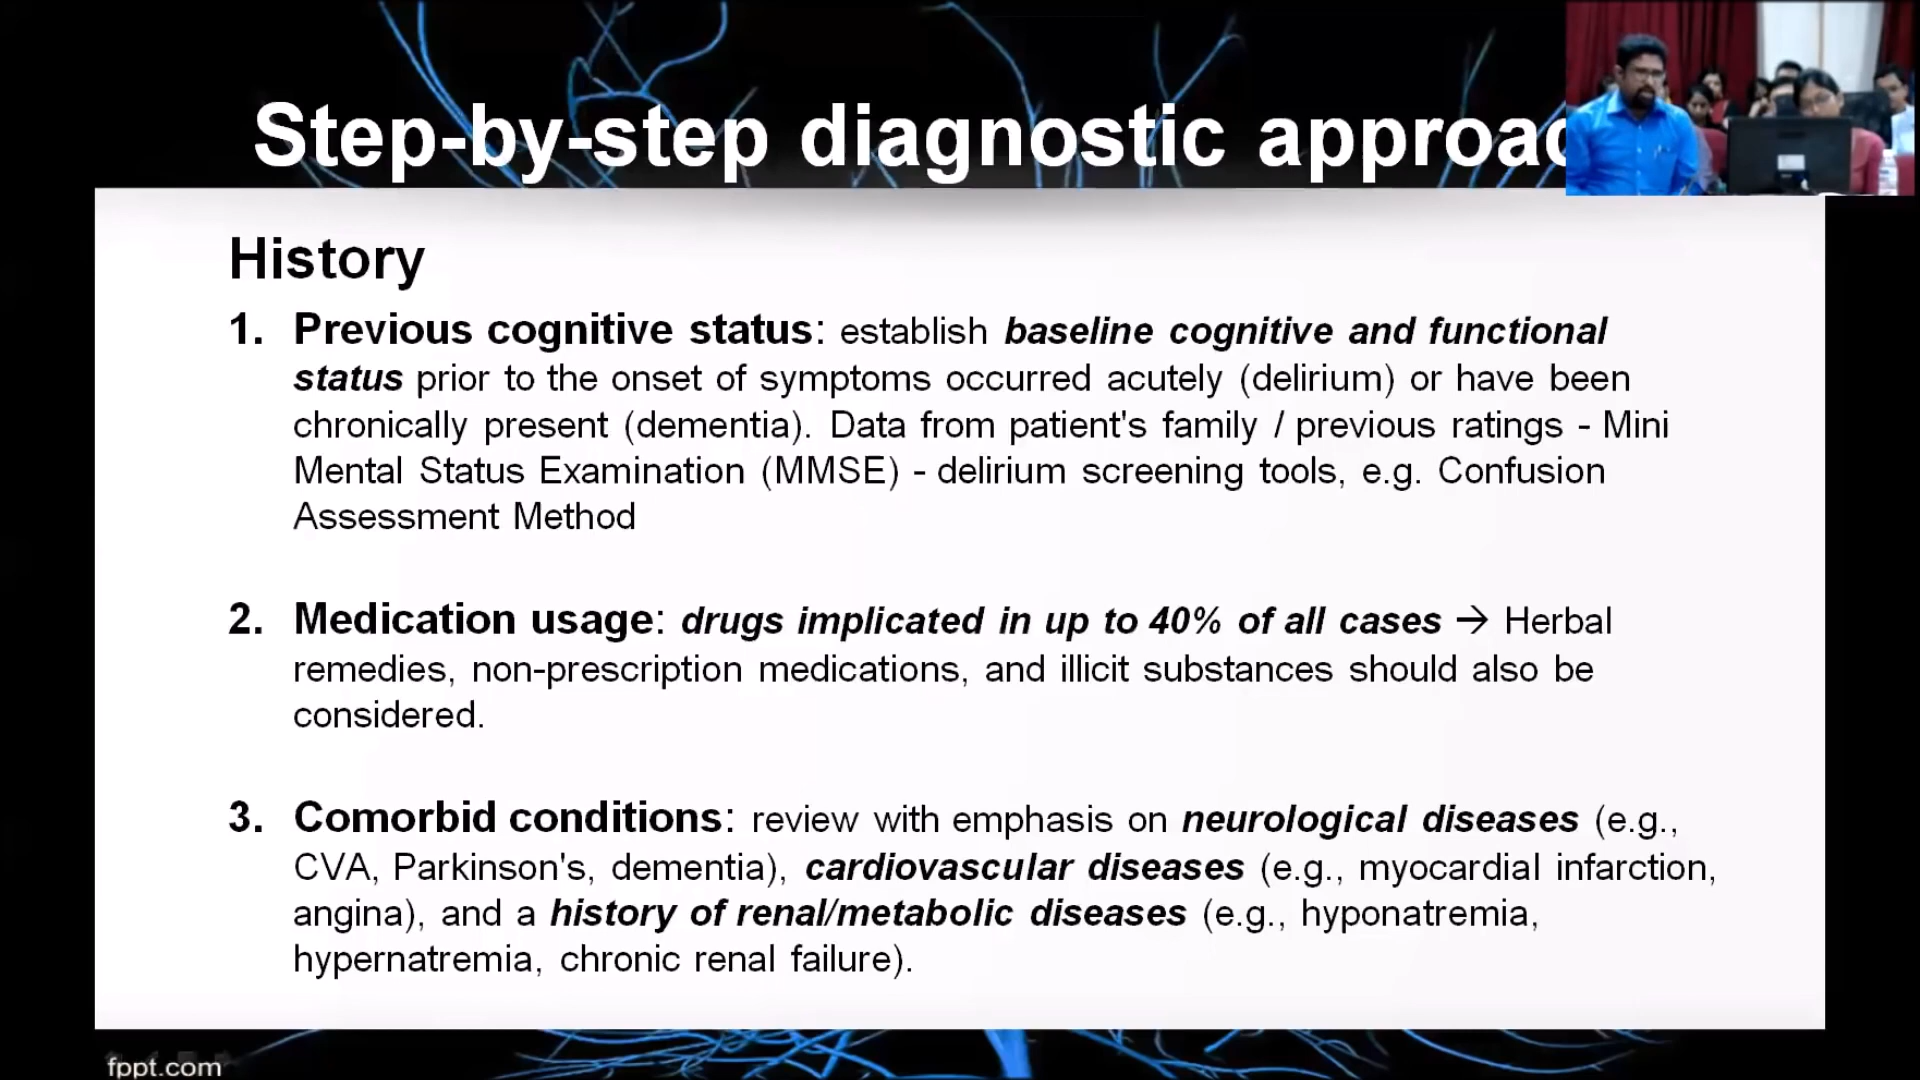 Step-by-step diagnostic approac
History
1. Previous cognitive status: establish baseline cognitive and functional
status prior to the onset of symptoms occurred acutely (delirium) or have been
chronically present (dementia). Data from patient's family / previous ratings - Mini
Mental Status Examination (MMSE) - delirium screening tools, e.g. Confusion
Assessment Method
2. Medication usage: drugs implicated in up to 40% of all cases → Herbal
remedies, non-prescription medications, and illicit substances should also be
considered.
3. Comorbid conditions: review with emphasis on neurological diseases (e.g.,
CVA, Parkinson's, dementia), cardiovascular diseases (e.g., myocardial infarction,
angina), and a history of renal/metabolic diseases (e.g., hyponatremia,
hypernatremia, chronic renal failure).
fppt.com